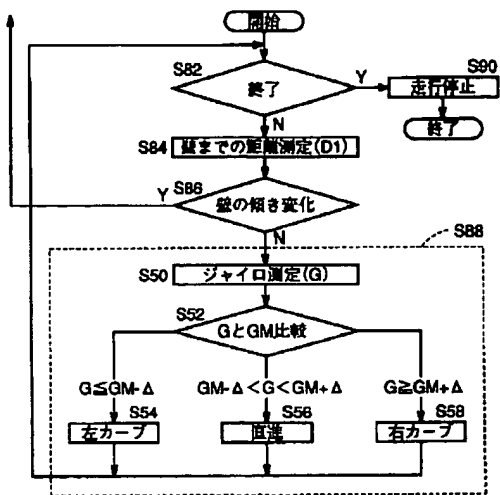 開始
S82
終了
Y
S90
走行停止
終了
N
S84
壁までの距離測定(D1)
S86
Y
壁の傾き変化
N
S88
S50
ジャイロ測定(G)
S52
GとGM比較
G≦GM-Δ
GM-Δ<G<GM+Δ
G≧GM+Δ
S54
S56
S58
左カーブ
直進
右カーブ